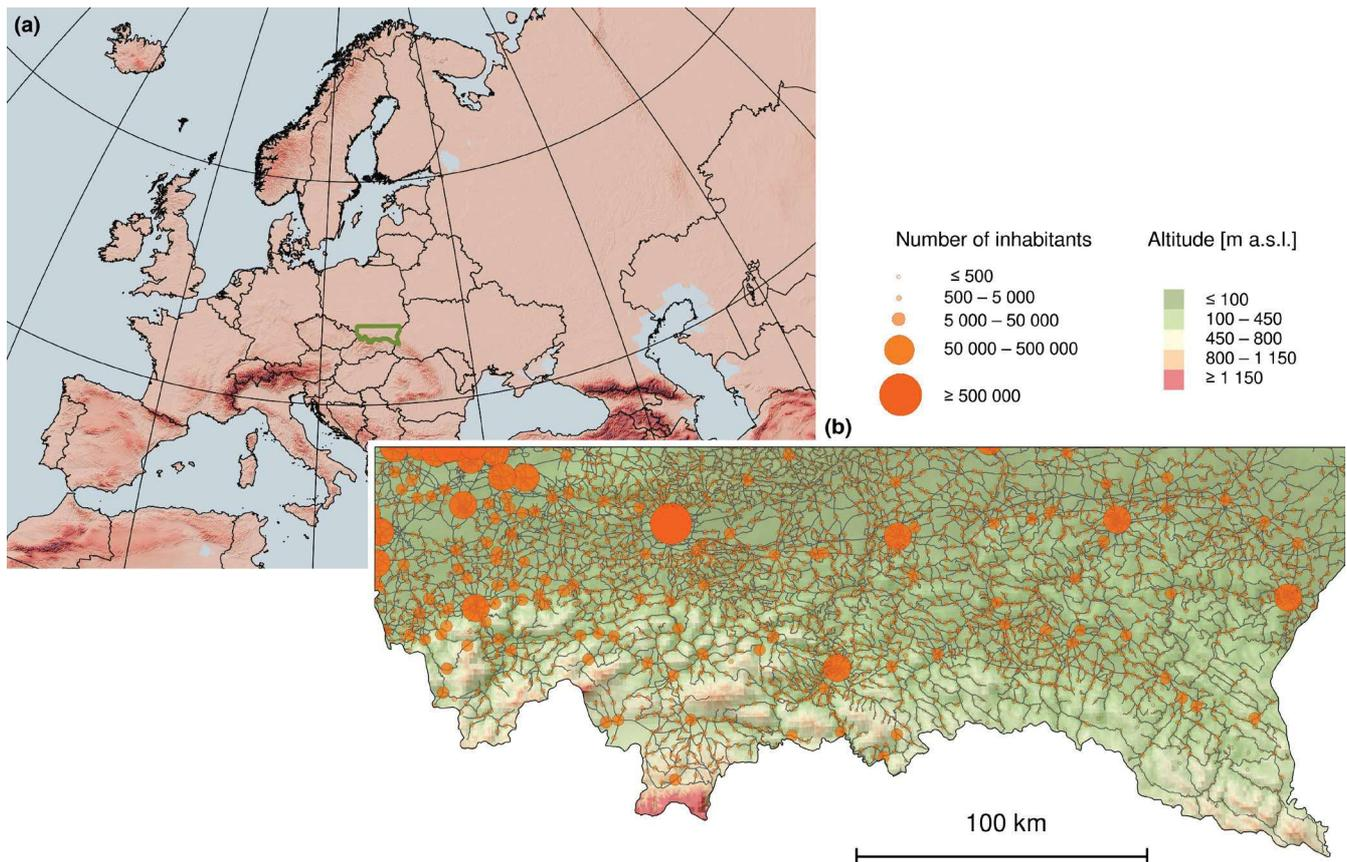 (a)
Number of inhabitants
≤ 500
500 – 5 000
5 000 – 50 000
50 000 – 500 000
≥ 500 000
Altitude [m a.s.l.]
≤ 100
100 – 450
450 – 800
800 – 1 150
≥ 1 150
(b)
100 km